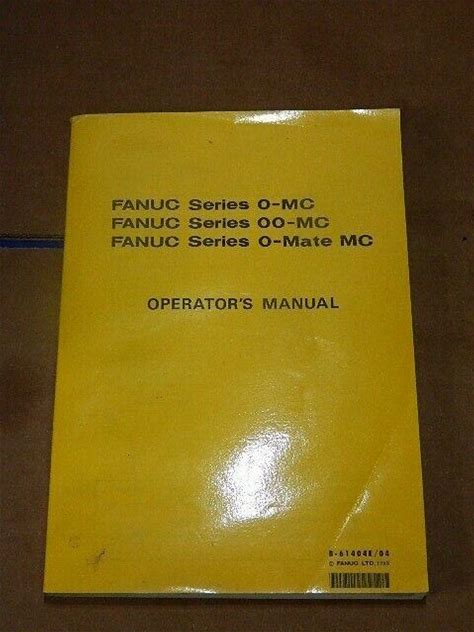 FANUC Series 0-MC
FANUC Series 00-MC
FANUC Series 0-Mate MC
OPERATOR'S MANUAL
B-61404E/04
© FANUC LTD,